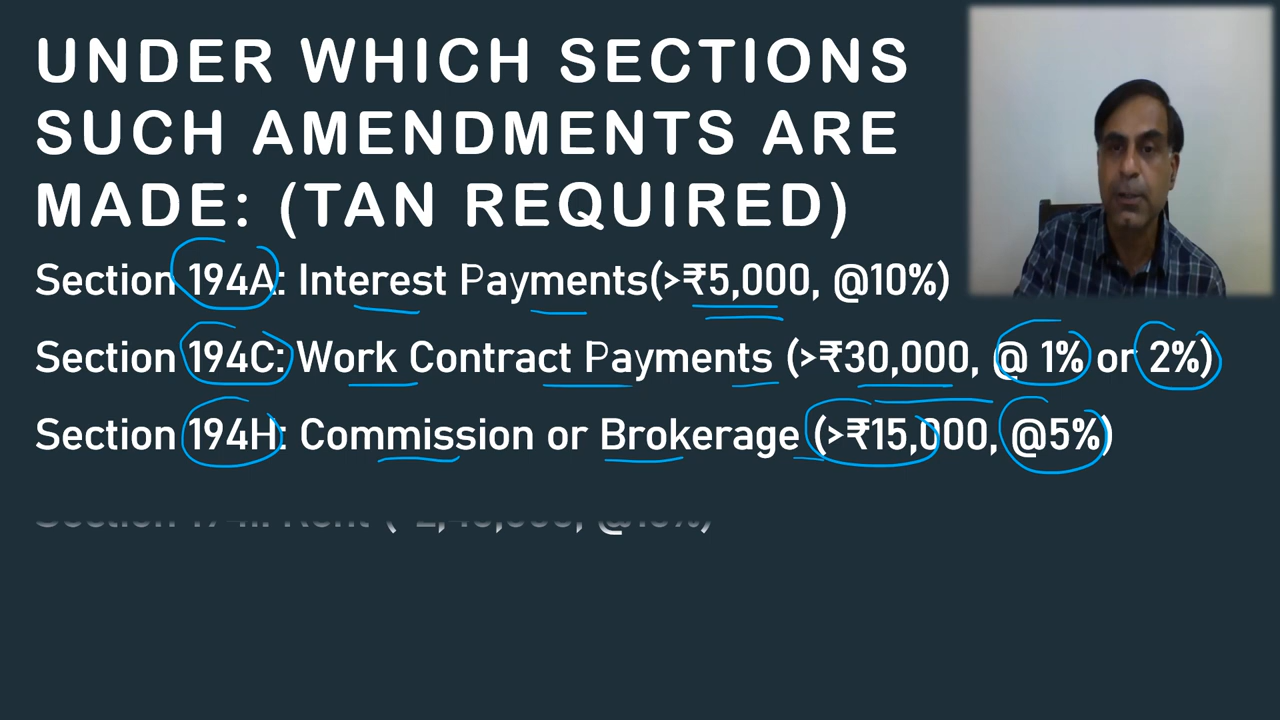 UNDER WHICH SECTIONS
SUCH AMENDMENTS ARE
MADE: (TAN REQUIRED)
Section 194A: Interest Payments(>₹5,000, @10%)
Section 194C: Work Contract Payments (>₹30,000, @ 1% or 2%)
Section 194H: Commission or Brokerage (>₹15,000, @5%)